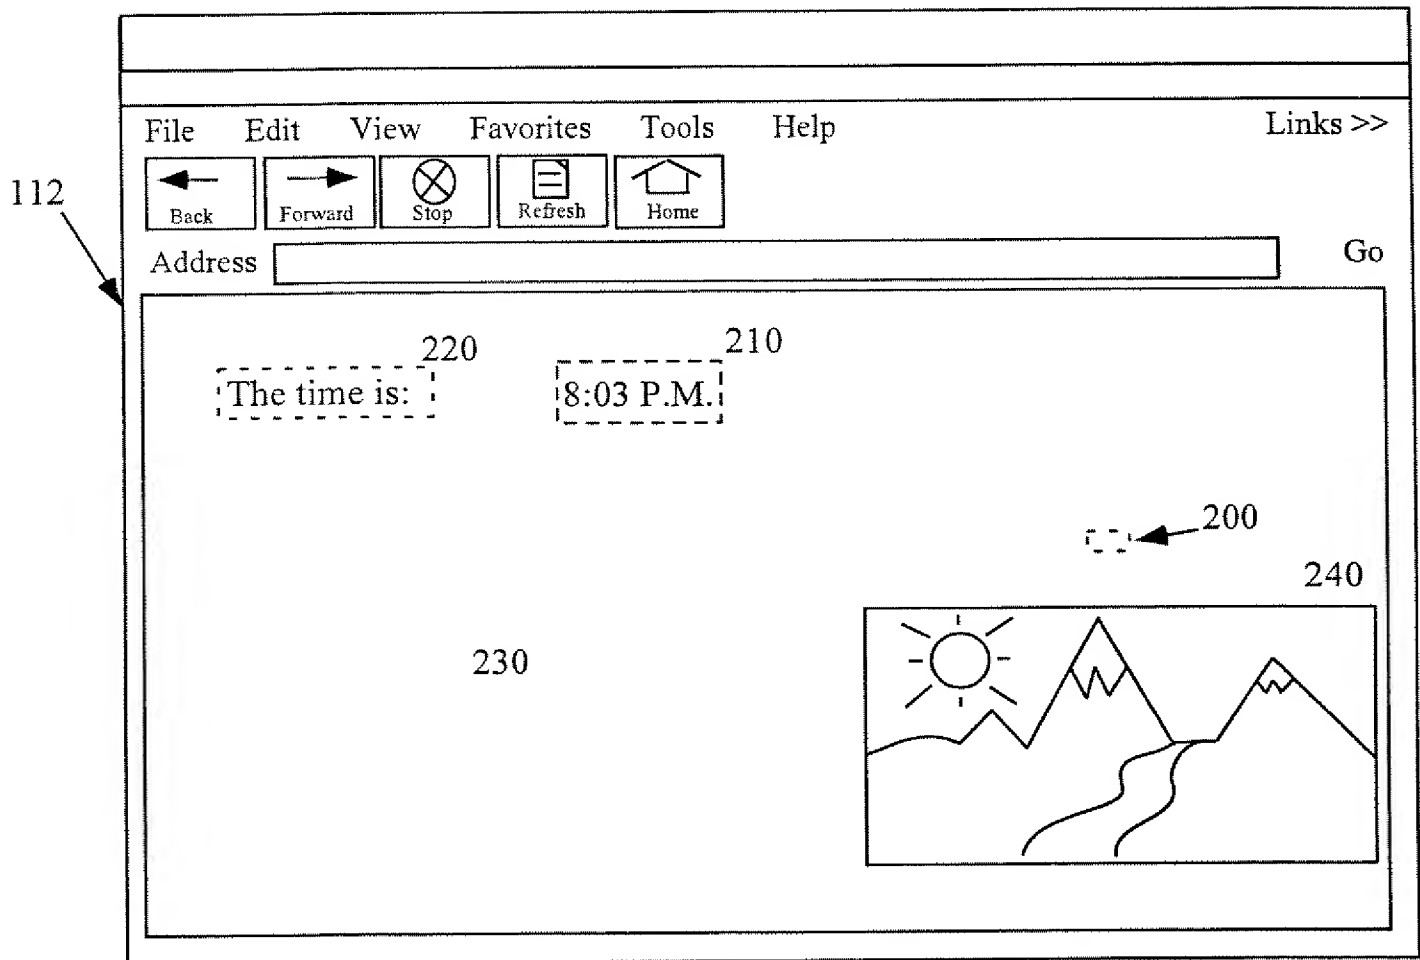 File Edit View Favorites Tools Help Links >>
Back Forward Stop Refresh Home
112
Address Go
220 210
The time is: 8:03 P.M.
200
240
230